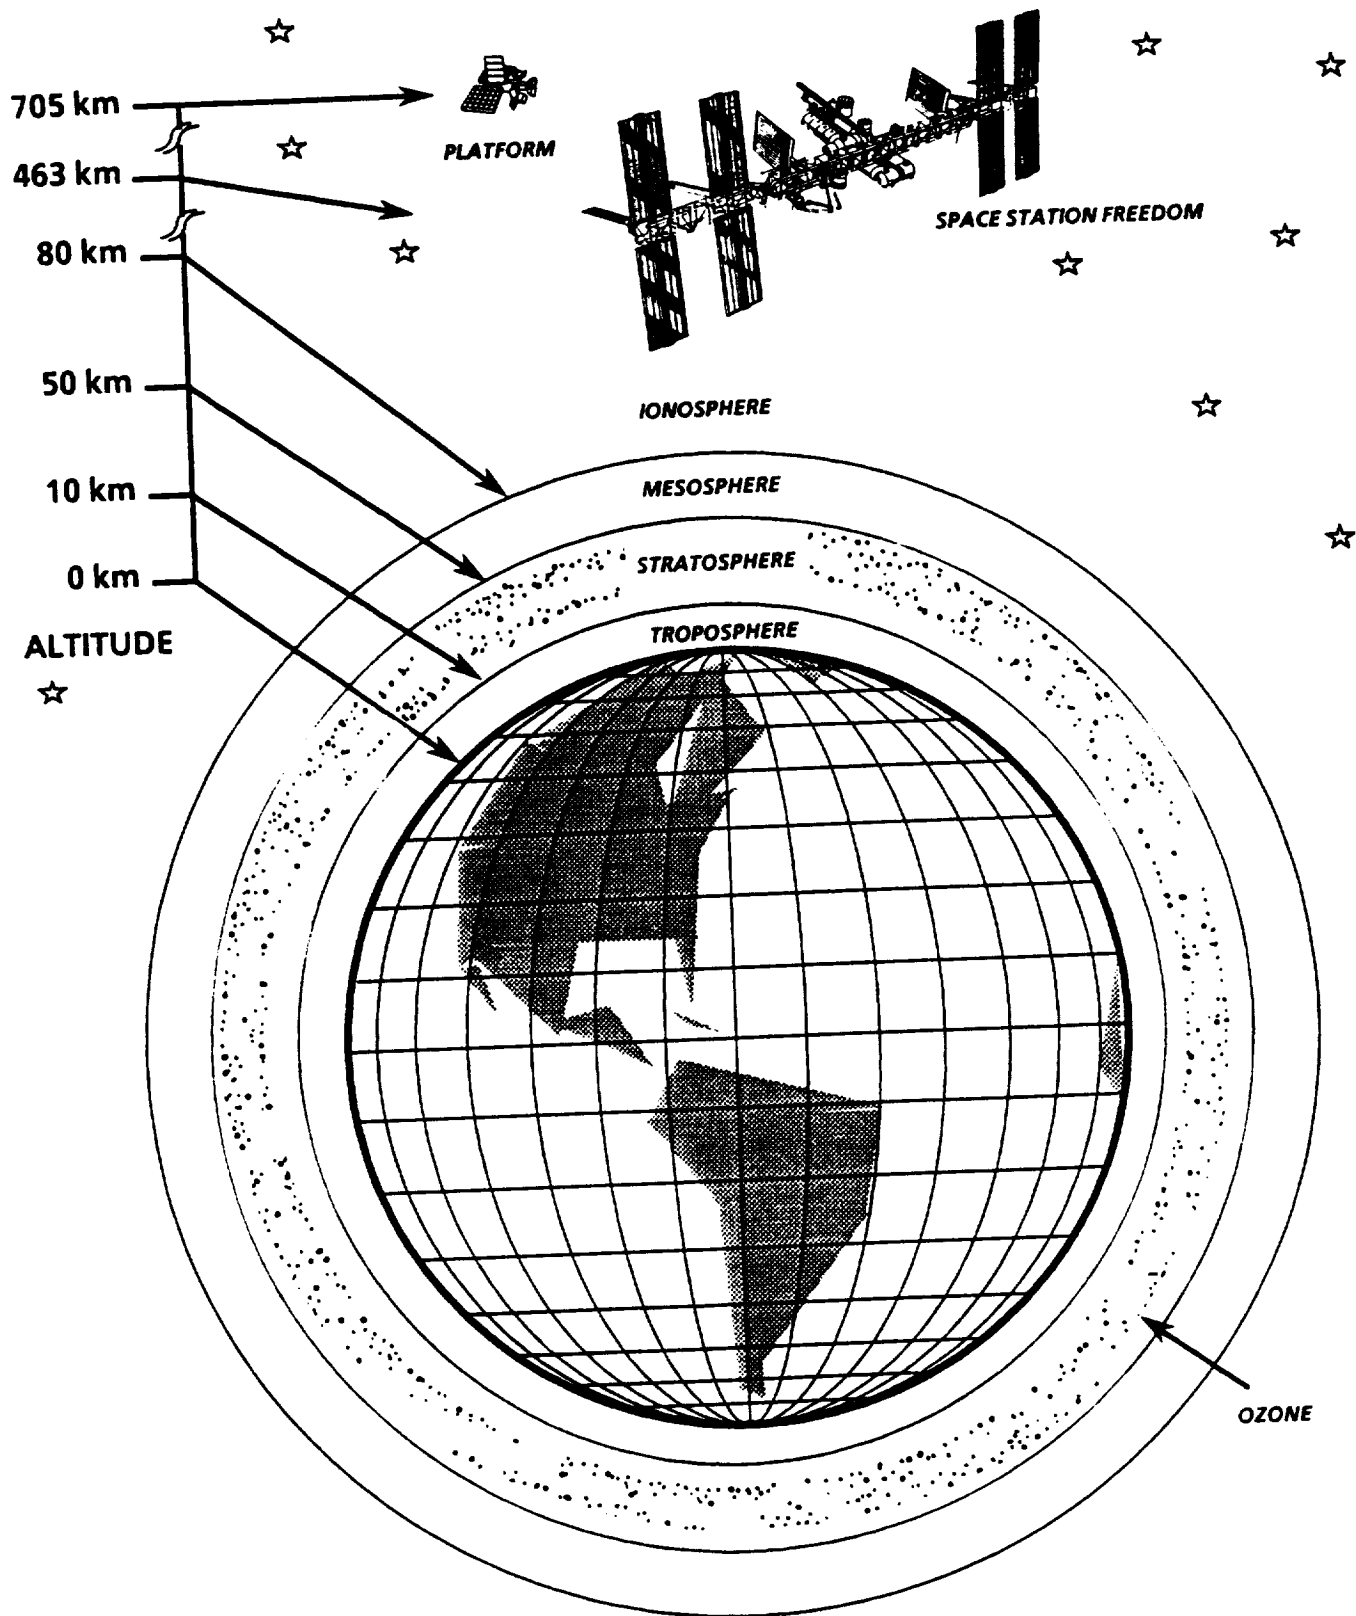 705 km
PLATFORM
463 km
SPACE STATION FREEDOM
80 km
50 km
IONOSPHERE
10 km
MESOSPHERE
0 km
STRATOSPHERE
ALTITUDE
TROPOSPHERE
OZONE